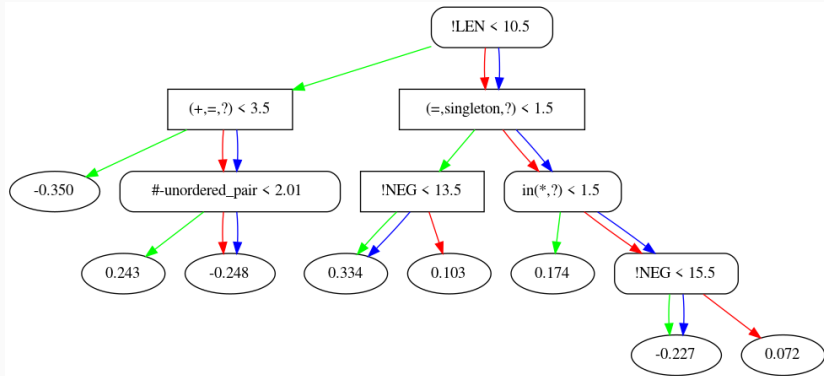 !LEN < 10.5
(+,=,?) < 3.5
(=,singleton,?) < 1.5
-0.350
#-unordered_pair < 2.01
!NEG < 13.5
in(*,?) < 1.5
0.243
-0.248
0.334
0.103
0.174
!NEG < 15.5
-0.227
0.072